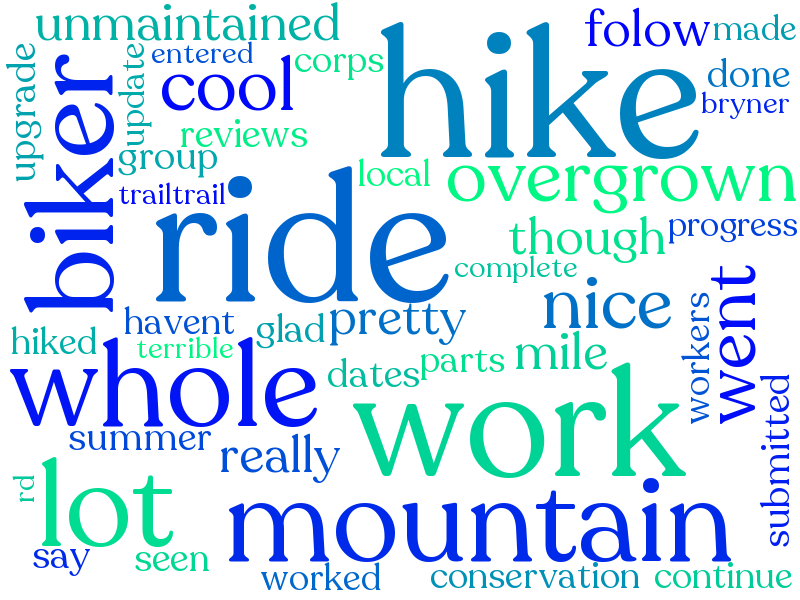 unmaintained
folow
made
entered
corps
hike
upgrade
update
biker
cool
done
bryner
reviews
group
local
overgrown
trailtrail
ride
though
progress
complete
nice
went
workers
havent
glad
pretty
hiked
terrible
whole
dates
parts
mile
work
submitted
summer
really
rd
lot
mountain
say
seen
worked
conservation
continue